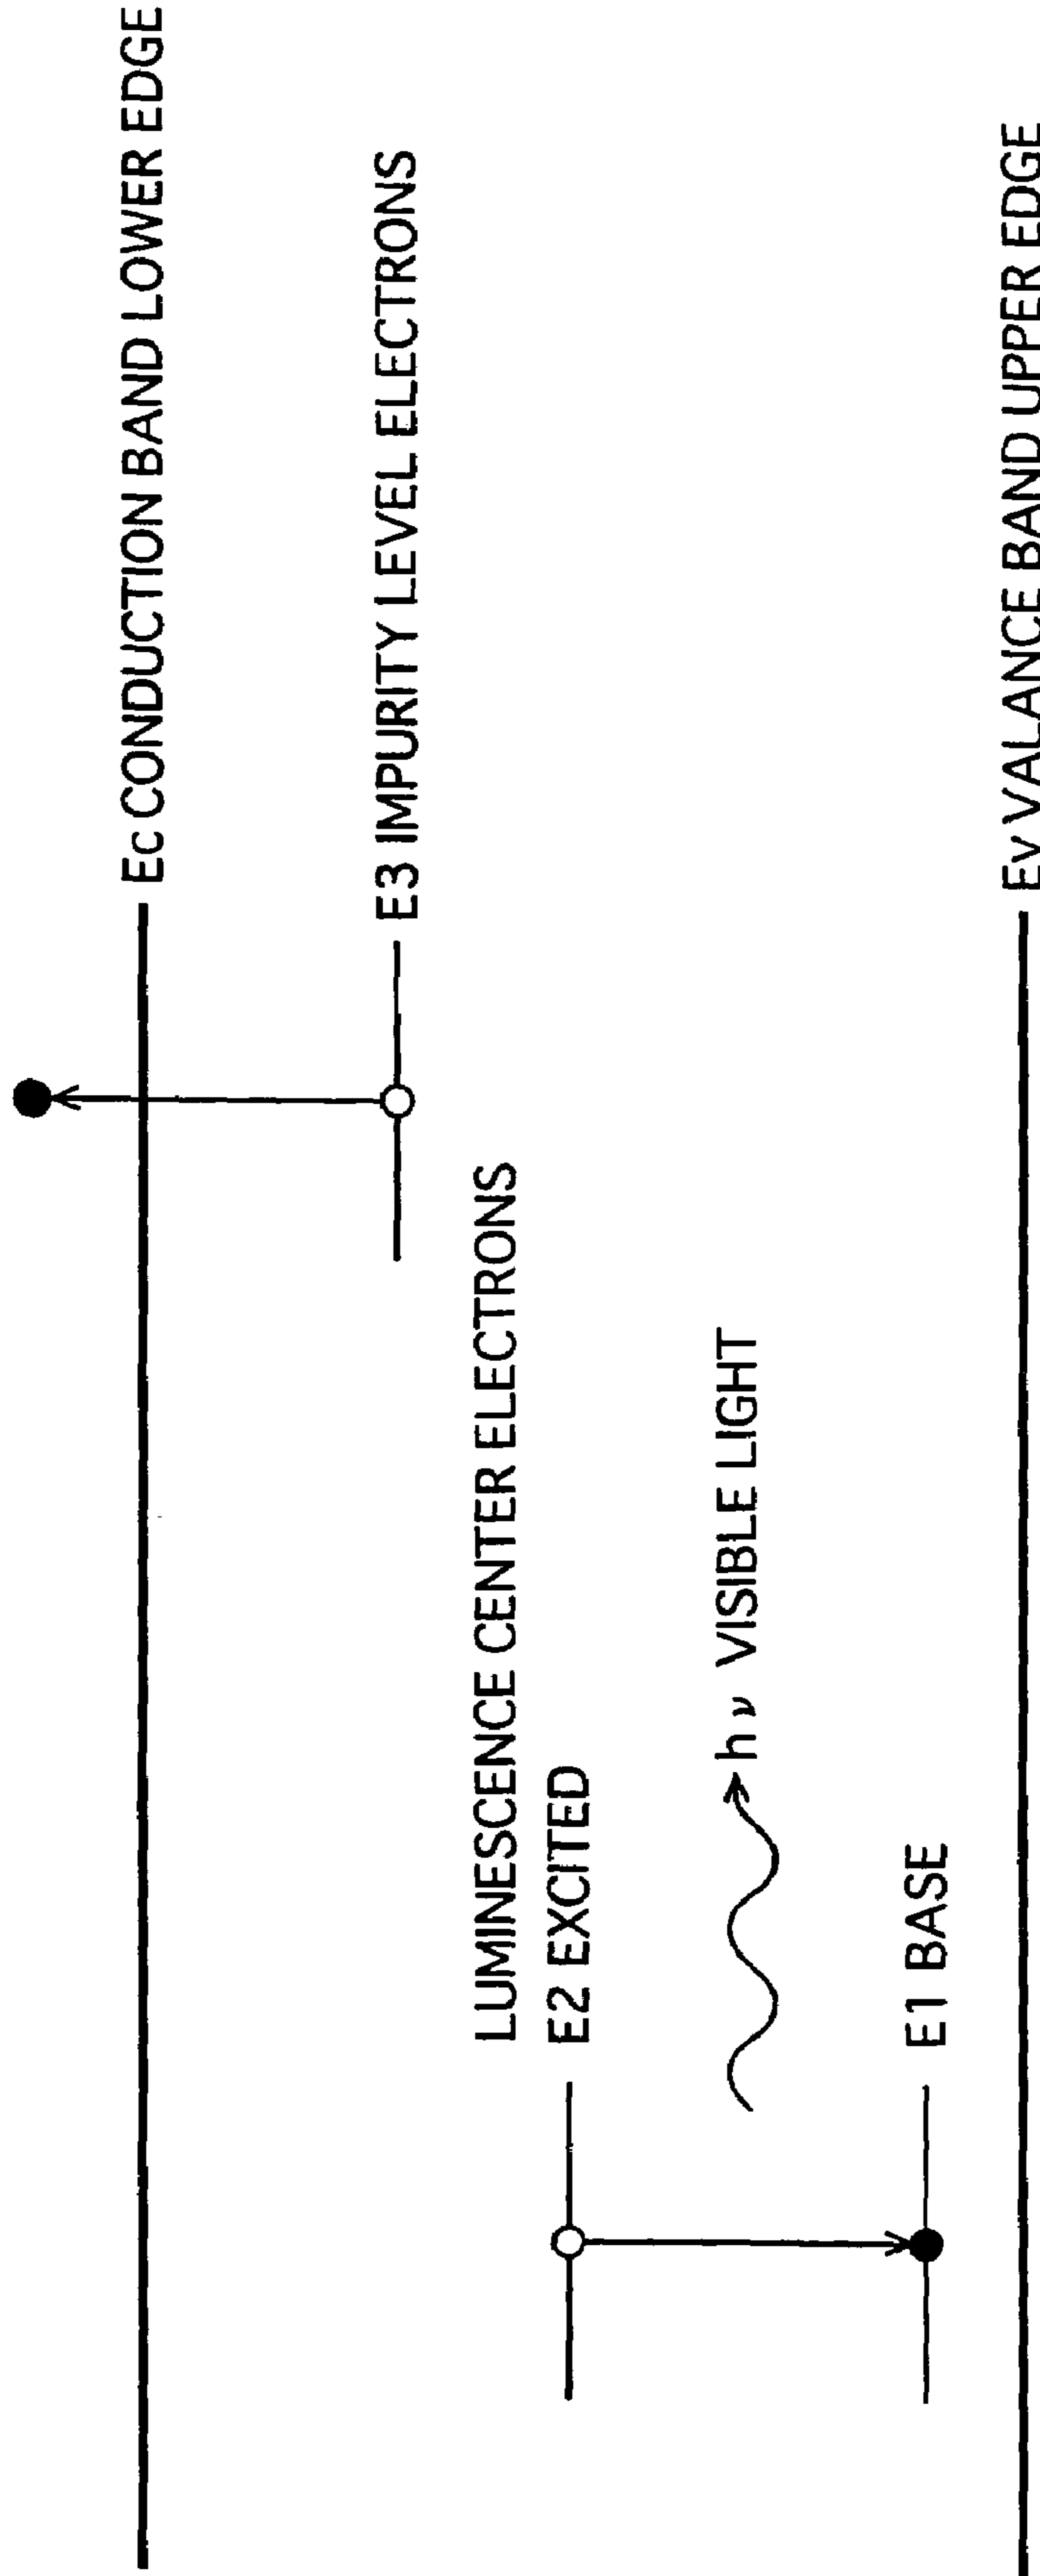 Ec CONDUCTION BAND LOWER EDGE
E3 IMPURITY LEVEL ELECTRONS
LUMINESCENCE CENTER ELECTRONS
E2 EXCITED
hν VISIBLE LIGHT
E1 BASE
Ev VALANCE BAND UPPER EDGE